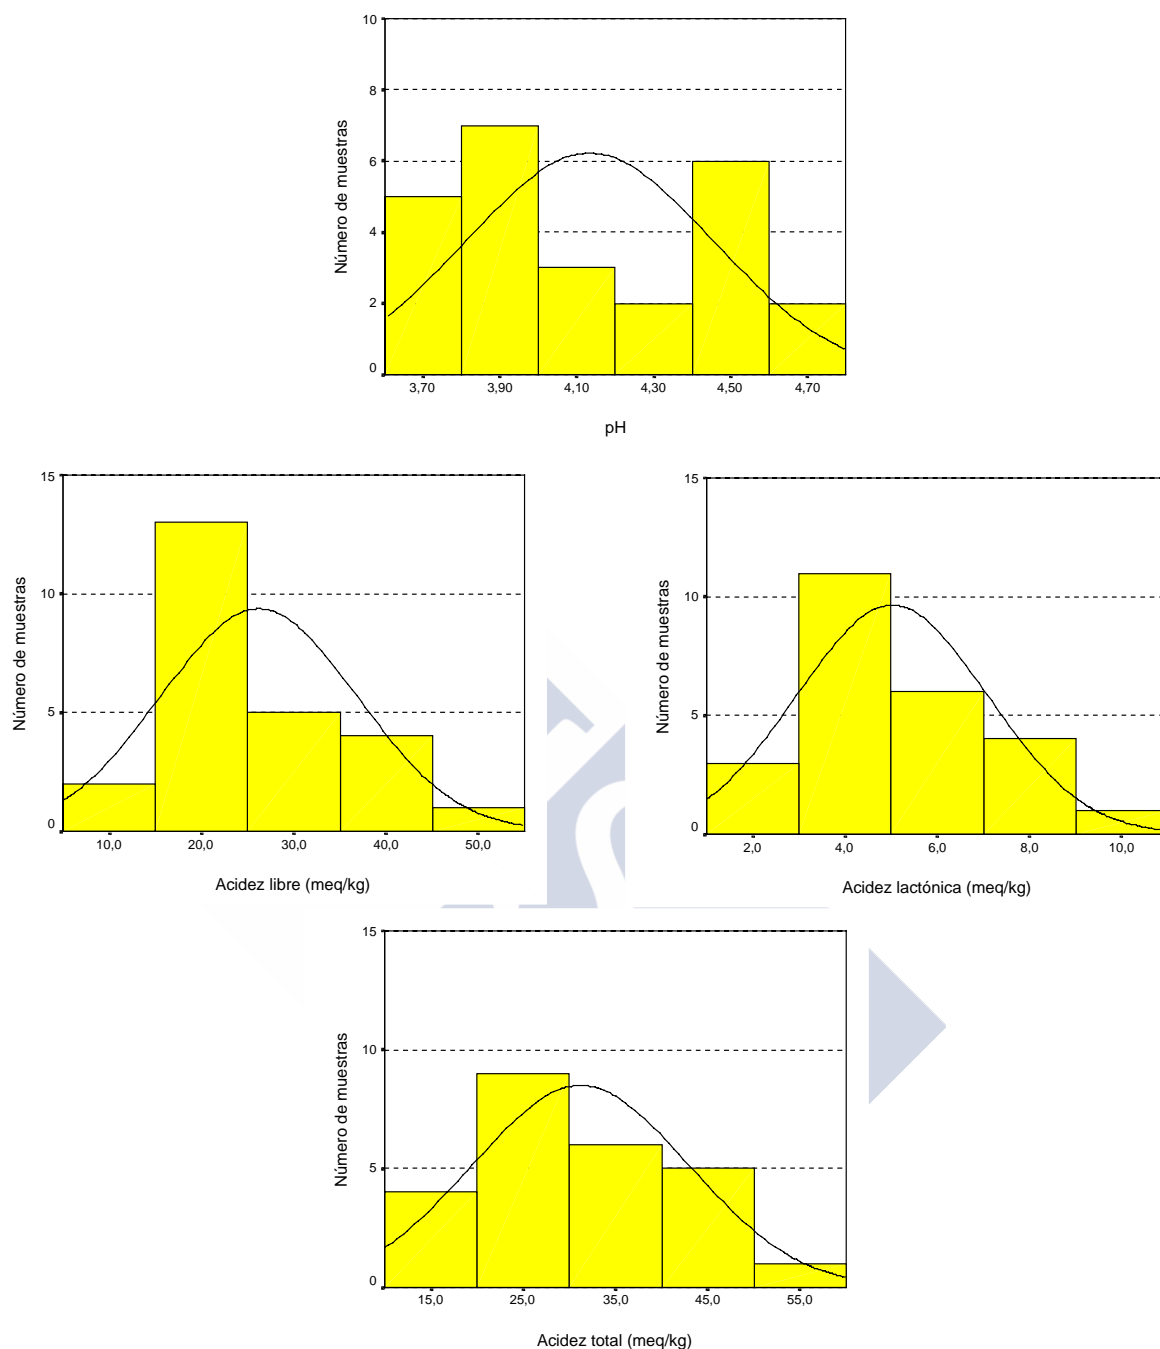 10
8
6
4
2
0
Número de muestras
3,70 3,90 4,10 4,30 4,50 4,70
pH
15
10
5
0
Número de muestras
10,0 20,0 30,0 40,0 50,0
Acidez libre (meq/kg)
15
10
5
0
Número de muestras
2,0 4,0 6,0 8,0 10,0
Acidez lactónica (meq/kg)
15
10
5
0
Número de muestras
15,0 25,0 35,0 45,0 55,0
Acidez total (meq/kg)